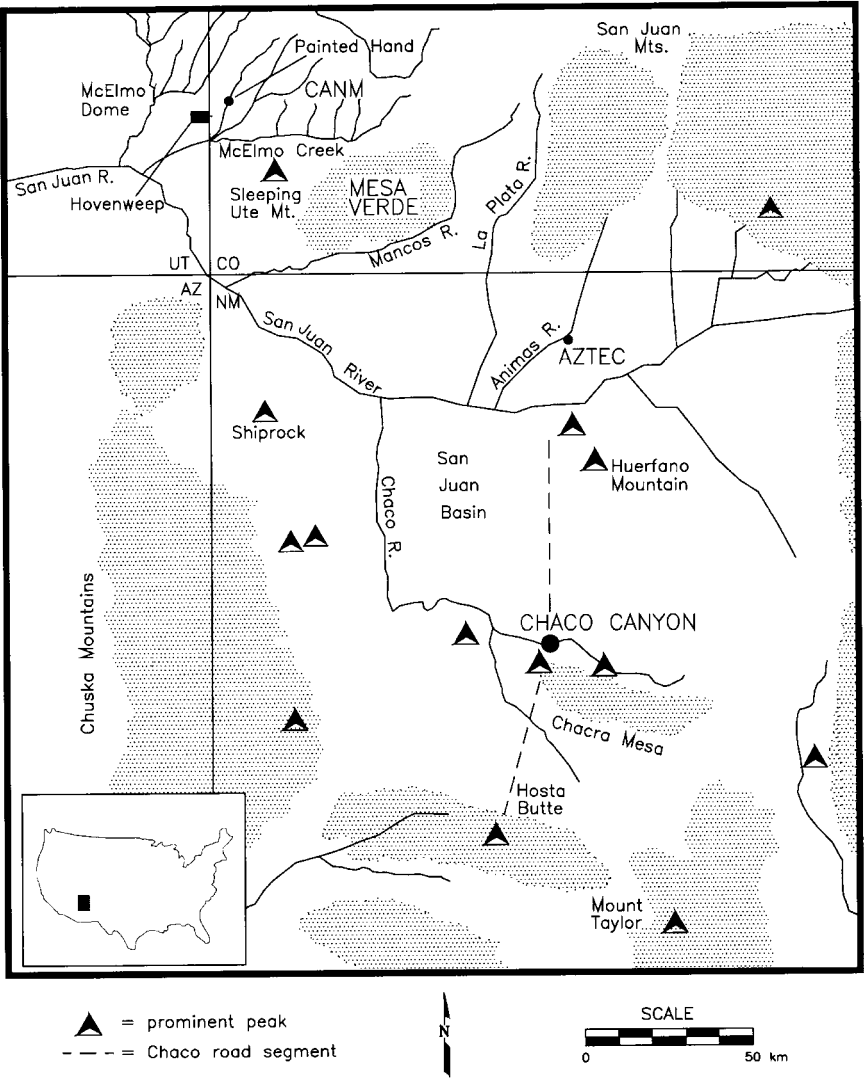 San Juan
Mts.
Painted Hand
McElmo
Dome
CANM
McElmo Creek
San Juan R.
Hovenweep
Sleeping
Ute Mt.
MESA
VERDE
La Plata R.
Mancos R.
UT CO
AZ NM
San Juan River
Animas R.
AZTEC
Shiprock
San
Juan
Basin
Huerfano
Mountain
Chaco R.
CHACO CANYON
Chuska Mountains
Chacra Mesa
Hosta
Butte
Mount
Taylor
= prominent peak
= Chaco road segment
N
SCALE
0 50 km